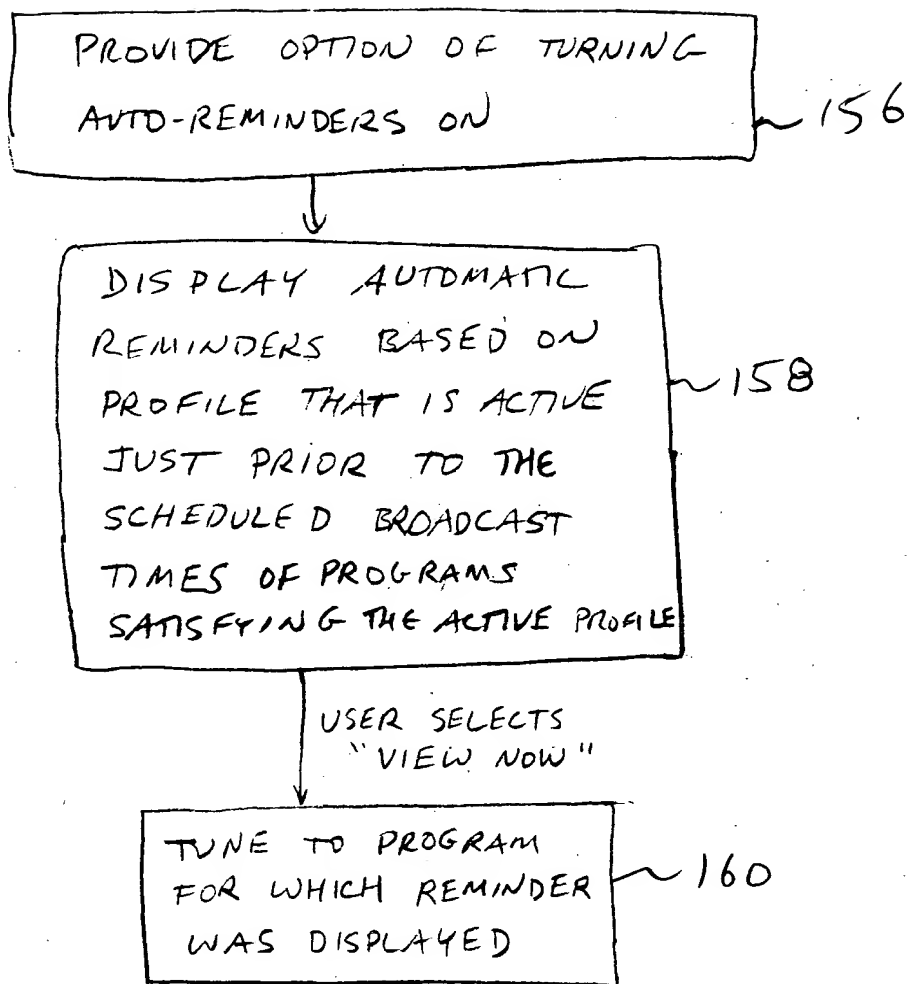 PROVIDE OPTION OF TURNING
AUTO-REMINDERS ON
156
DISPLAY AUTOMATIC
REMINDERS BASED ON
PROFILE THAT IS ACTIVE
JUST PRIOR TO THE
SCHEDULED BROADCAST
TIMES OF PROGRAMS
SATISFYING THE ACTIVE PROFILE
158
USER SELECTS
"VIEW NOW"
TUNE TO PROGRAM
FOR WHICH REMINDER
WAS DISPLAYED
160